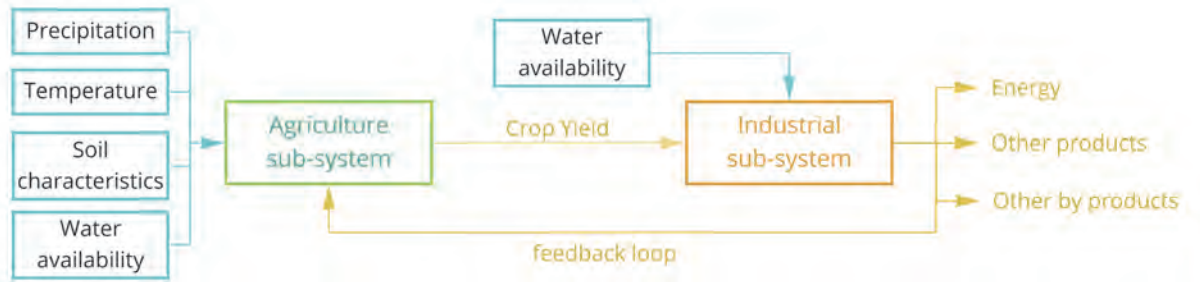 Precipitation
Temperature
Soil
characteristics
Water
availability
Agriculture
sub-system
Crop Yield
Water
availability
Industrial
sub-system
Energy
Other products
Other by products
feedback loop